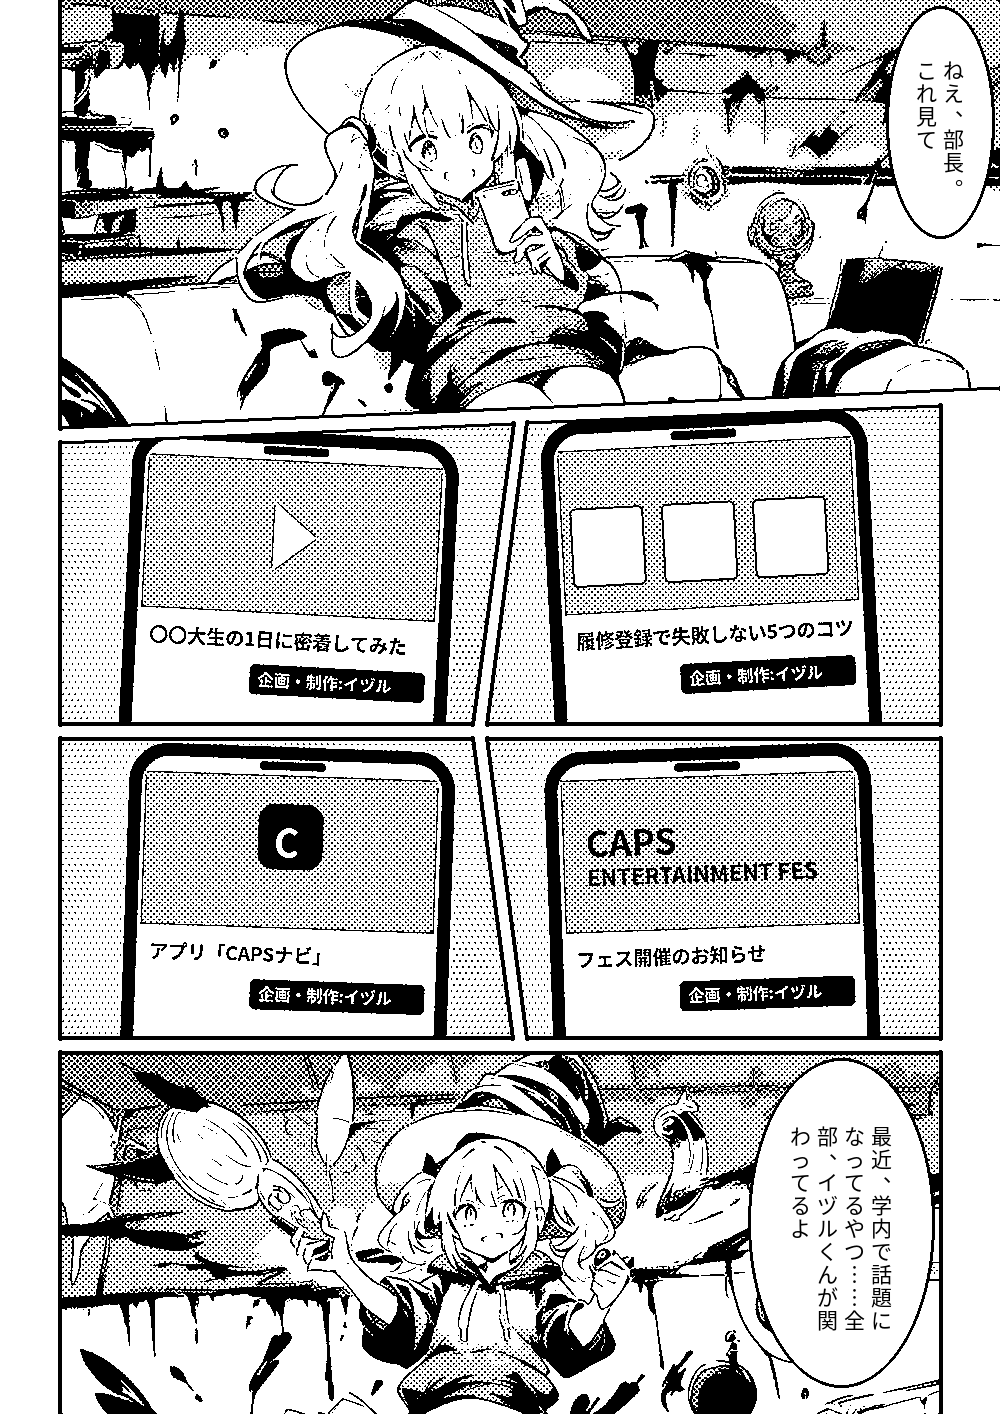 ねえ、部長。
これ見て
履修登録で失敗しない5つのコツ
企画・制作:イヅル
〇〇大生の1日に密着してみた
企画・制作:イヅル
CAPS
ENTERTAINMENT FES
フェス開催のお知らせ
企画・制作:イヅル
C
アプリ「CAPSナビ」
企画・制作:イヅル
最近、学内で話題に
なってるやつ……全
部、イヅルくんが関
わってるよ